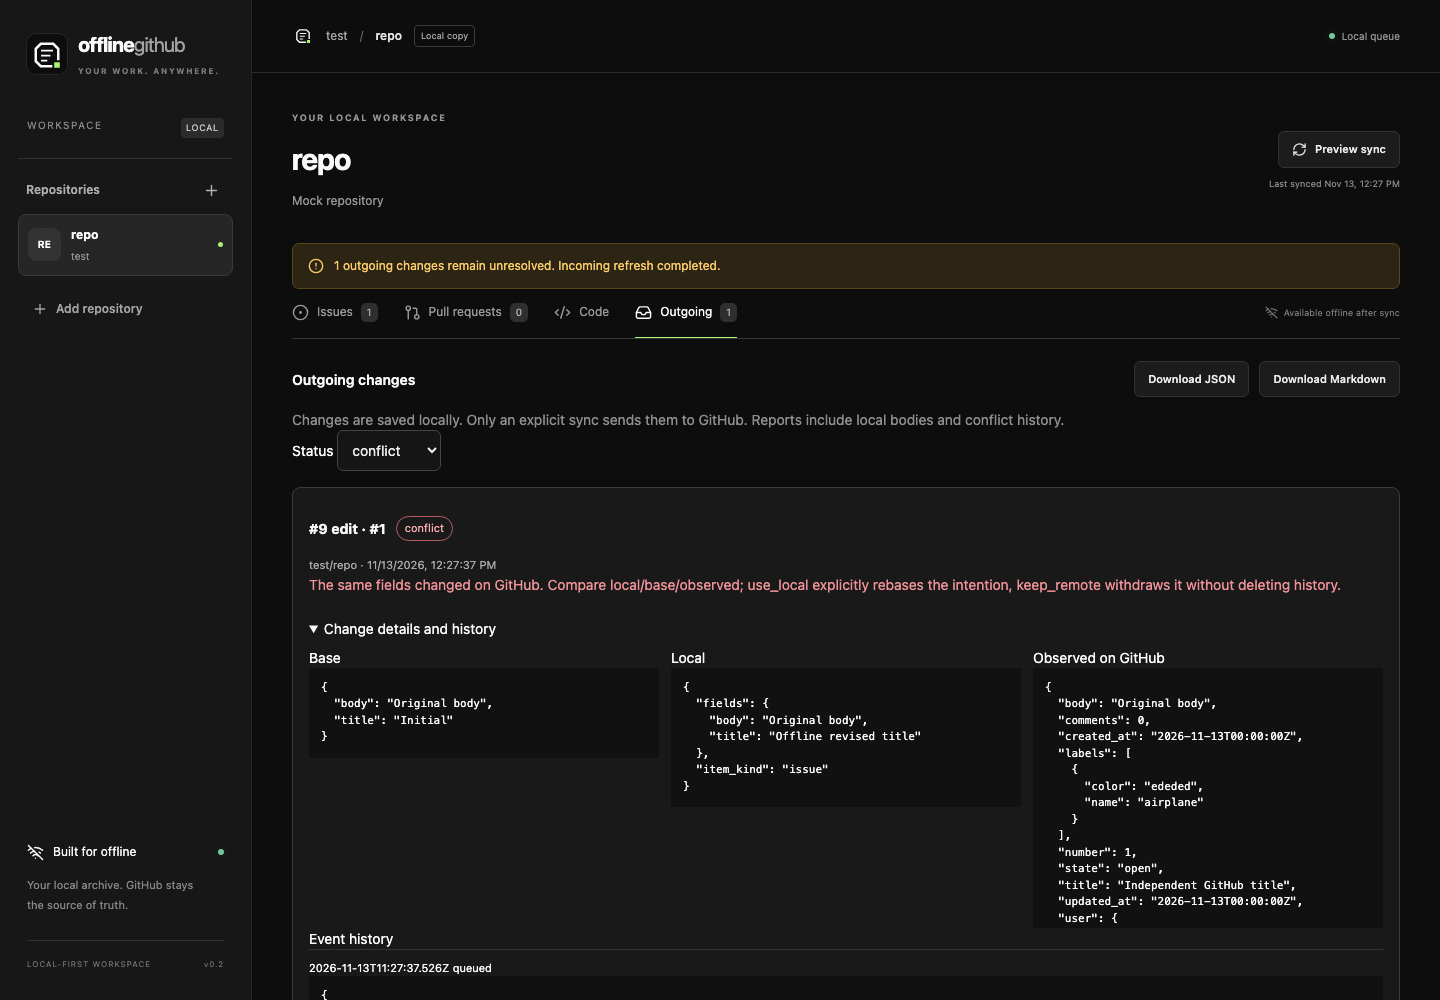 offlinegithub
YOUR WORK. ANYWHERE.
WORKSPACE
LOCAL
Repositories
RE
repo
test
Add repository
Built for offline
Your local archive. GitHub stays
the source of truth.
LOCAL-FIRST WORKSPACE
v0.2
test / repo
Local copy
Local queue
YOUR LOCAL WORKSPACE
repo
Mock repository
Preview sync
Last synced Nov 13, 12:27 PM
1 outgoing changes remain unresolved. Incoming refresh completed.
Issues 1
Pull requests 0
Code
Outgoing 1
Available offline after sync
Outgoing changes
Download JSON
Download Markdown
Changes are saved locally. Only an explicit sync sends them to GitHub. Reports include local bodies and conflict history.
Status conflict
#9 edit · #1 conflict
test/repo · 11/13/2026, 12:27:37 PM
The same fields changed on GitHub. Compare local/base/observed; use_local explicitly rebases the intention, keep_remote withdraws it without deleting history.
Change details and history
Base
{
"body": "Original body",
"title": "Initial"
}
Local
{
"fields": {
"body": "Original body",
"title": "Offline revised title"
},
"item_kind": "issue"
}
Observed on GitHub
{
"body": "Original body",
"comments": 0,
"created_at": "2026-11-13T00:00:00Z",
"labels": [
{
"color": "ededed",
"name": "airplane"
}
],
"number": 1,
"state": "open",
"title": "Independent GitHub title",
"updated_at": "2026-11-13T00:00:00Z",
"user": {
Event history
2026-11-13T11:27:37.526Z queued
{